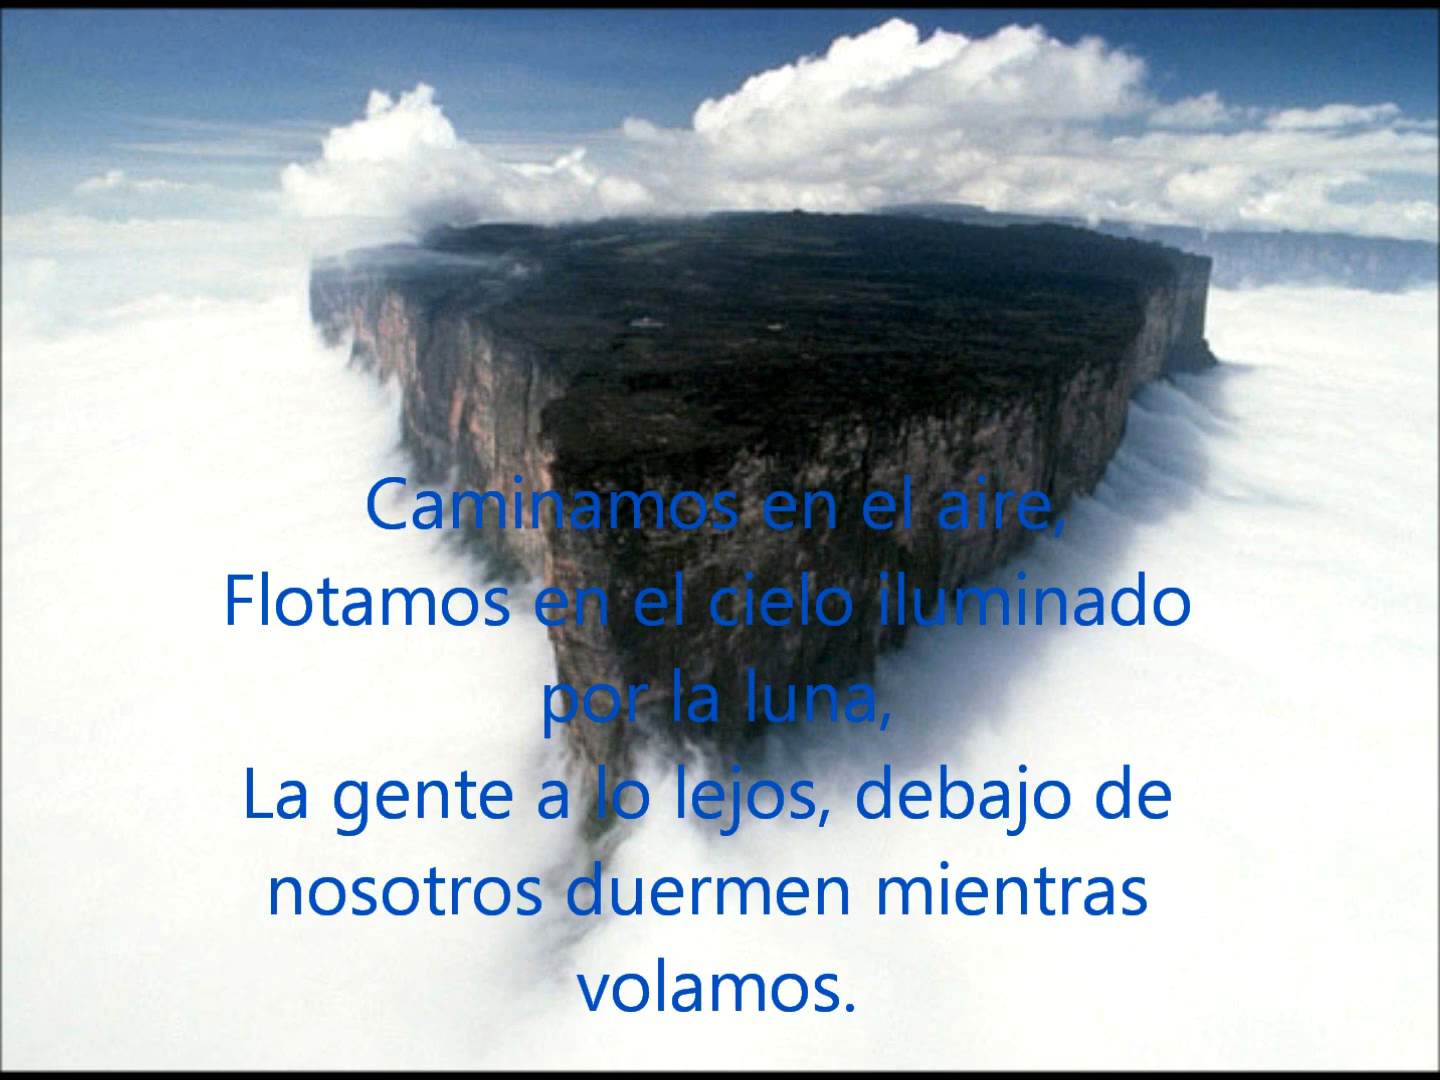 Caminamos en el aire,
Flotamos en el cielo iluminado
por la luna,
La gente a lo lejos, debajo de
nosotros duermen mientras
volamos.